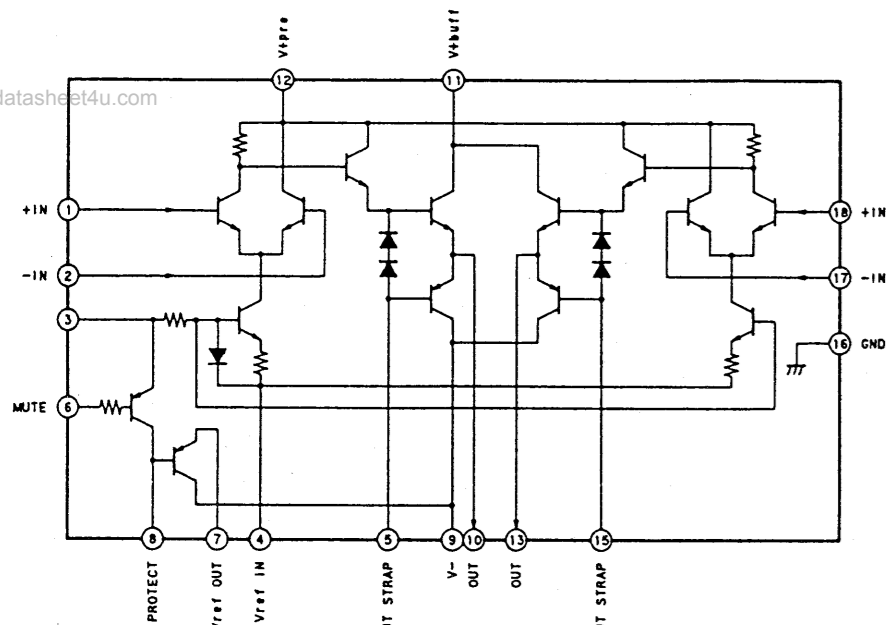 V+pre
V+buff
12
11
datasheet4u.com
+IN
1
18
+IN
-IN
2
17
-IN
3
16
GND
MUTE
6
8
7
4
5
9
10
13
15
PROTECT
Vref OUT
Vref IN
STRAP
V-
OUT
OUT
STRAP